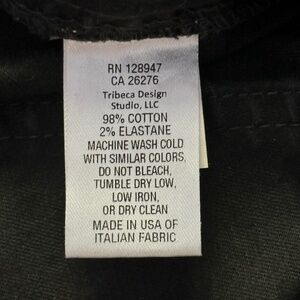 RN 128947
CA 26276
Tribeca Design
Studio, LLC
98% COTTON
2% ELASTANE
MACHINE WASH COLD
WITH SIMILAR COLORS,
DO NOT BLEACH,
TUMBLE DRY LOW,
LOW IRON,
OR DRY CLEAN
MADE IN USA OF
ITALIAN FABRIC